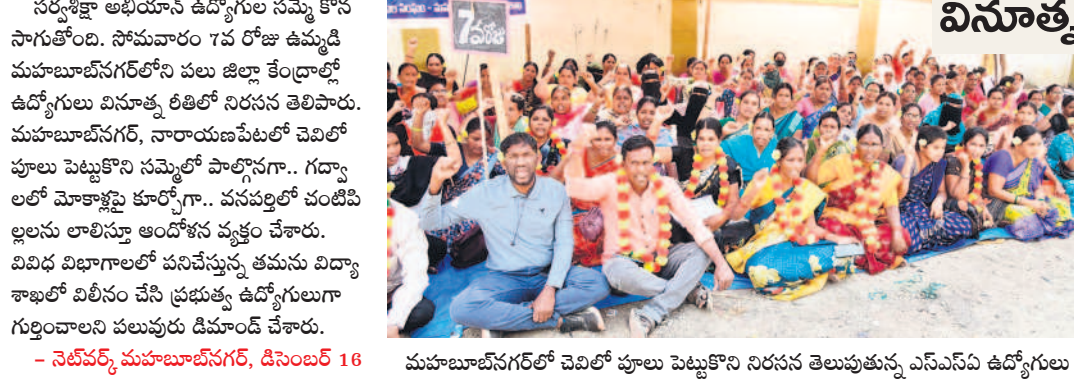 సర్వశిక్షా అభియాన్ ఉద్యోగుల సమ్మె కొన
సాగుతోంది. సోమవారం 7వ రోజు ఉమ్మడి
మహబూబ్‌నగర్‌లోని పలు జిల్లా కేంద్రాల్లో
ఉద్యోగులు వినూత్న రీతిలో నిరసన తెలిపారు.
మహబూబ్‌నగర్, నారాయణపేటలో చెవిలో
పూలు పెట్టుకొని సమ్మెలో పాల్గొనగా.. గద్వా
లలో మోకాళ్లపై కూర్చోగా.. వనపర్తిలో చంటిపి
ల్లలను లాలిస్తూ ఆందోళన వ్యక్తం చేశారు.
వివిధ విభాగాలలో పనిచేస్తున్న తమను విద్యా
శాఖలో విలీనం చేసి ప్రభుత్వ ఉద్యోగులుగా
గుర్తించాలని పలువురు డిమాండ్ చేశారు.
– నెట్‌వర్క్ మహబూబ్‌నగర్, డిసెంబర్ 16
వినూత్న
7వరోజు
మహబూబ్‌నగర్‌లో చెవిలో పూలు పెట్టుకొని నిరసన తెలుపుతున్న ఎస్ఎస్ఏ ఉద్యోగులు